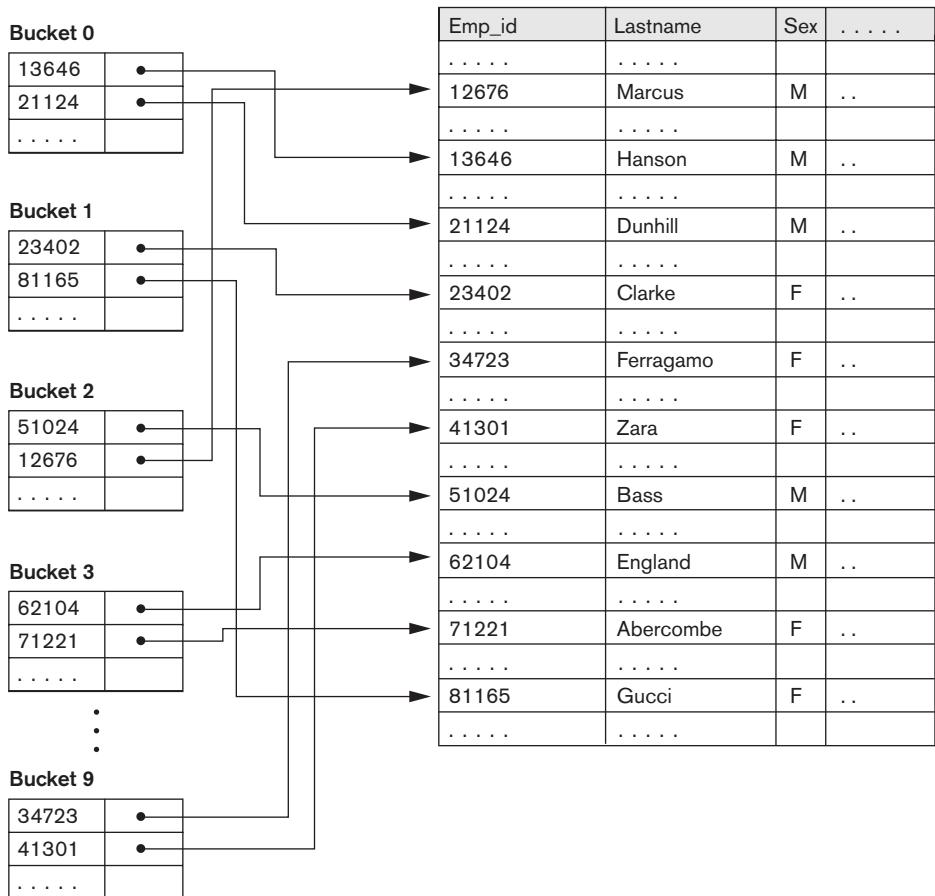 Bucket 0
13646
21124
. . . . .
Bucket 1
23402
81165
. . . . .
Bucket 2
51024
12676
. . . . .
Bucket 3
62104
71221
. . . . .
Bucket 9
34723
41301
. . . . .
Emp_id Lastname Sex . . . . .
. . . . . . . . . .
12676 Marcus M . .
. . . . . . . . . .
13646 Hanson M . .
. . . . . . . . . .
21124 Dunhill M . .
. . . . . . . . . .
23402 Clarke F . .
. . . . . . . . . .
34723 Ferragamo F . .
. . . . . . . . . .
41301 Zara F . .
. . . . . . . . . .
51024 Bass M . .
. . . . . . . . . .
62104 England M . .
. . . . . . . . . .
71221 Abercombe F . .
. . . . . . . . . .
81165 Gucci F . .
. . . . . . . . . .